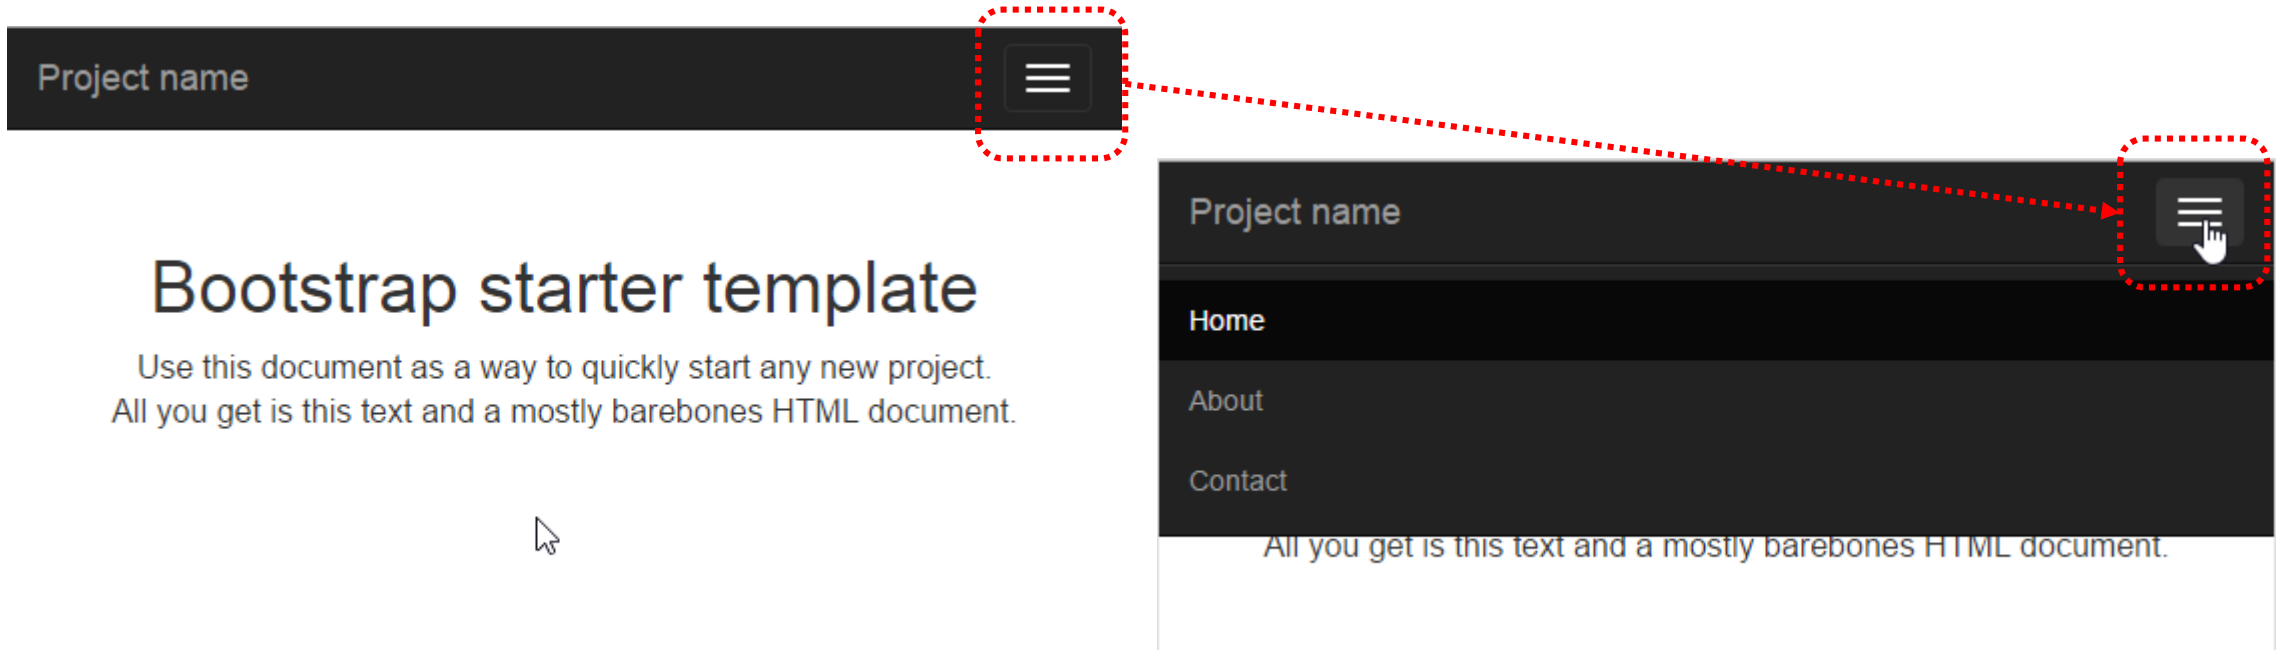 Project name
Bootstrap starter template
Use this document as a way to quickly start any new project.
All you get is this text and a mostly barebones HTML document.
Project name
Home
About
Contact
All you get is this text and a mostly barebones HTML document.